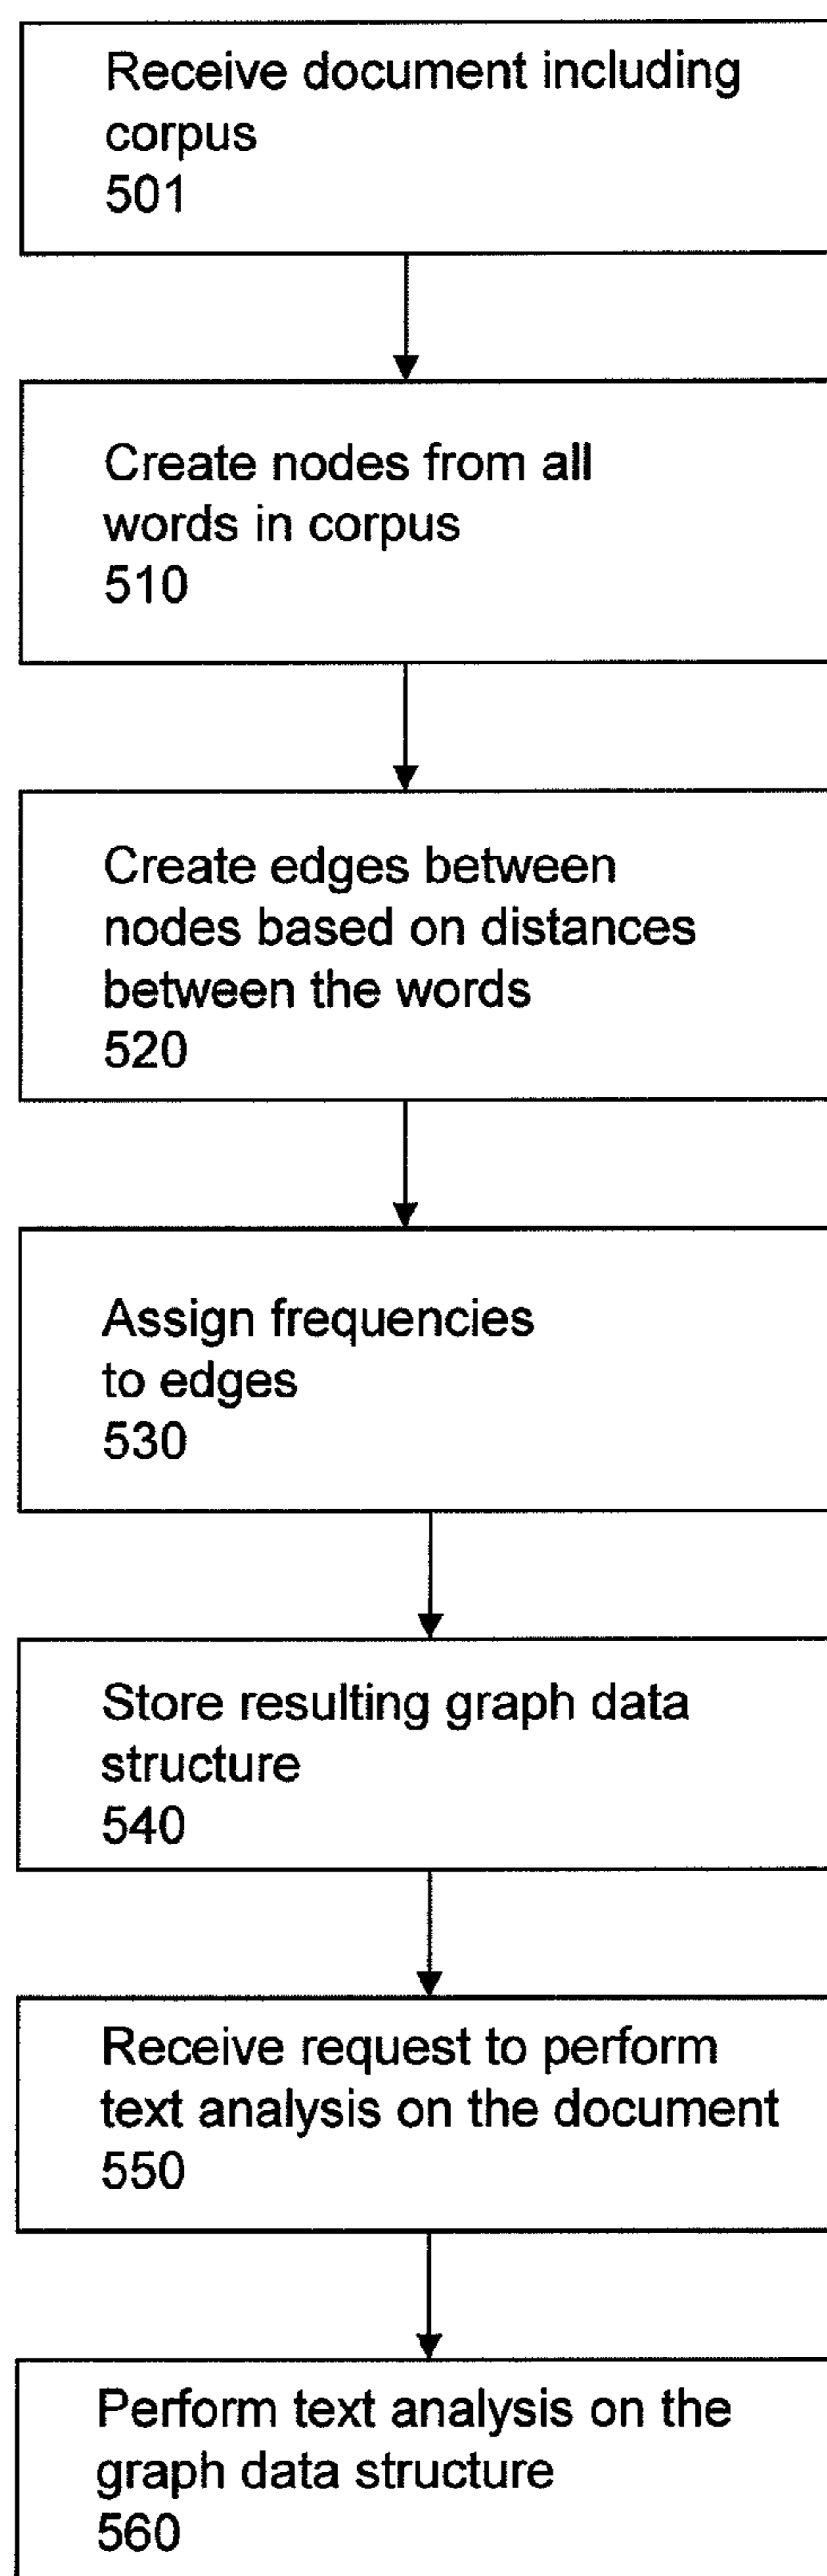 Receive document including
corpus
501
Create nodes from all
words in corpus
510
Create edges between
nodes based on distances
between the words
520
Assign frequencies
to edges
530
Store resulting graph data
structure
540
Receive request to perform
text analysis on the document
550
Perform text analysis on the
graph data structure
560